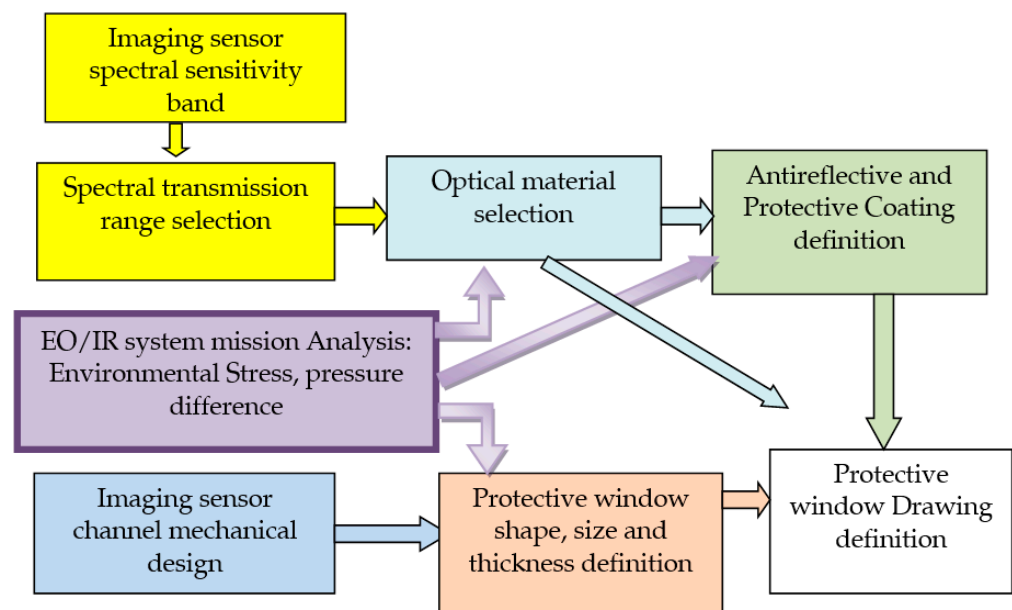 Imaging sensor
spectral sensitivity
band
Spectral transmission
range selection
Optical material
selection
Antireflective and
Protective Coating
definition
EO/IR system mission Analysis:
Environmental Stress, pressure
difference
Imaging sensor
channel mechanical
design
Protective window
shape, size and
thickness definition
Protective
window Drawing
definition